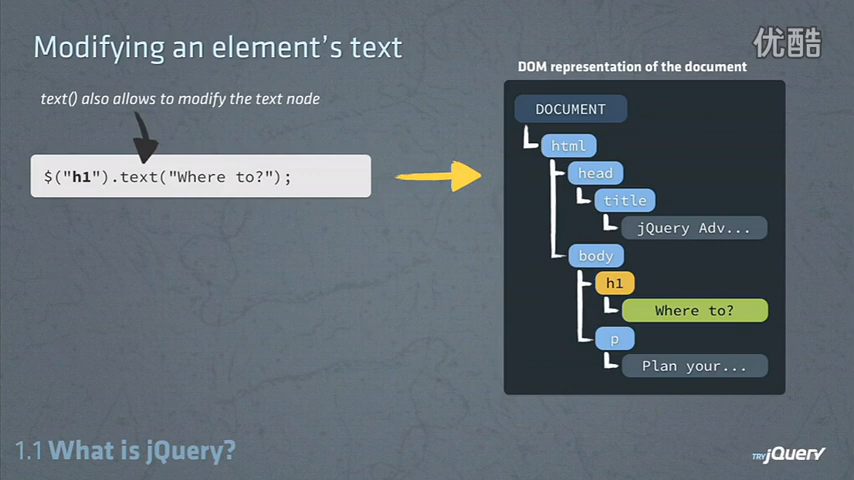 Modifying an element's text
优酷
DOM representation of the document
text() also allows to modify the text node
$("h1").text("Where to?");
DOCUMENT
html
head
title
jQuery Adv...
body
h1
Where to?
p
Plan your...
1.1 What is jQuery?
TRY jQuery